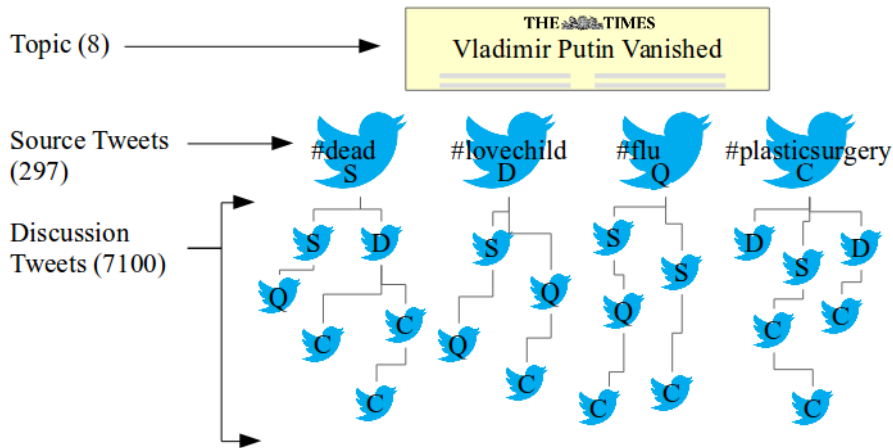 THE TIMES
Topic (8)
Vladimir Putin Vanished
Source Tweets
(297)
#dead
S
#lovechild
D
#flu
Q
#plasticsurgery
C
Discussion
Tweets (7100)
S D S S D D
Q Q S S
C C Q Q C C
C C C C C